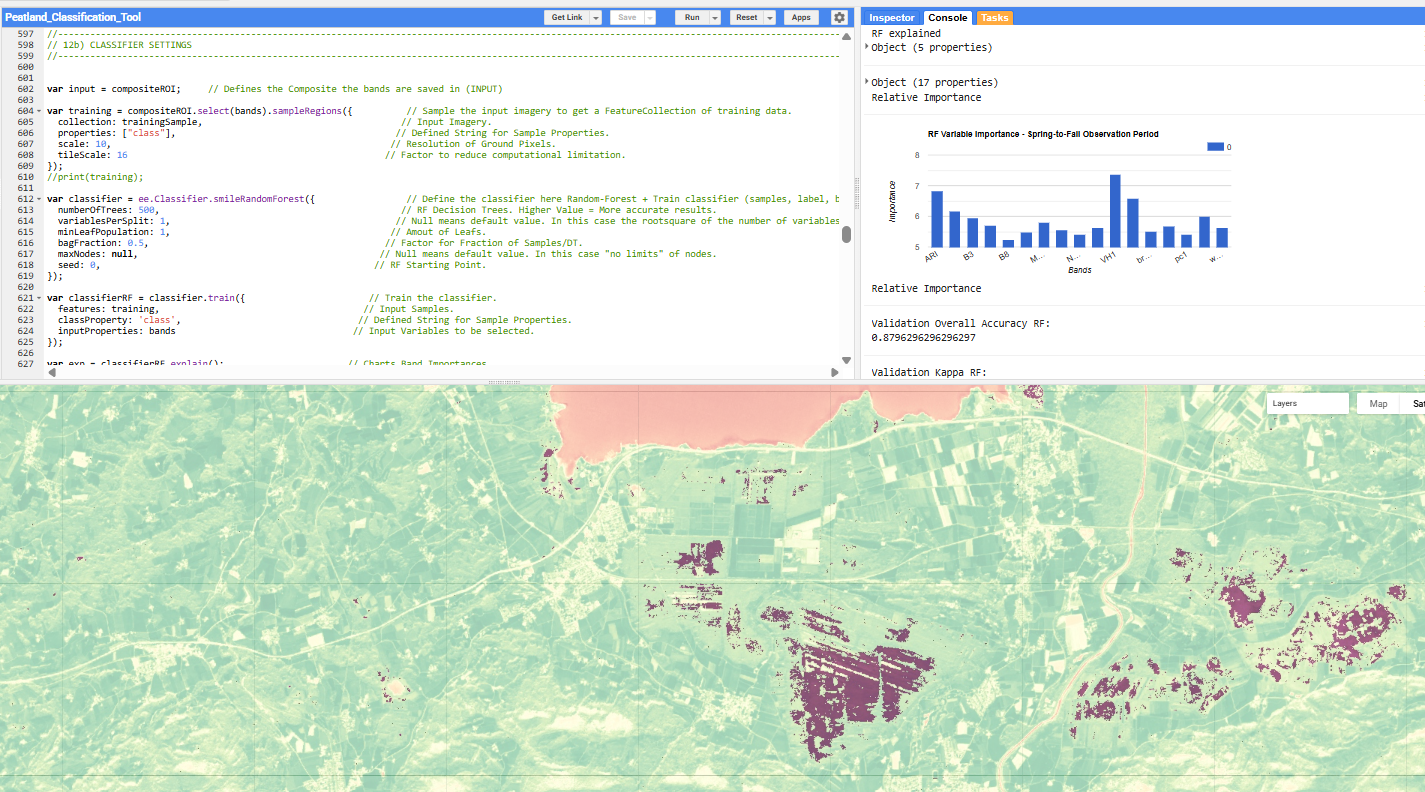 Peatland_Classification_Tool
Get Link Save Run Reset Apps
597 //------------------------------------------------------------
598 // 12b) CLASSIFIER SETTINGS
599 //------------------------------------------------------------
600
601
602 var input = compositeROI; // Defines the Composite the bands are saved in (INPUT)
603
604 var training = compositeROI.select(bands).sampleRegions({ // Sample the input imagery to get a FeatureCollection of training data.
605 collection: trainingSample, // Input Imagery.
606 properties: ["class"], // Defined String for Sample Properties.
607 scale: 10, // Resolution of Ground Pixels.
608 tileScale: 16 // Factor to reduce computational limitation.
609 });
610 //print(training);
611
612 var classifier = ee.Classifier.smileRandomForest({ // Define the classifier here Random-Forest + Train classifier (samples, label, b
613 numberOfTrees: 500, // RF Decision Trees. Higher Value = More accurate results.
614 variablesPerSplit: 1, // Null means default value. In this case the rootsquare of the number of variables
615 minLeafPopulation: 1, // Amout of Leafs.
616 bagFraction: 0.5, // Factor for Fraction of Samples/DT.
617 maxNodes: null, // Null means default value. In this case "no limits" of nodes.
618 seed: 0, // RF Starting Point.
619 });
620
621 var classifierRF = classifier.train({ // Train the classifier.
622 features: training, // Input Samples.
623 classProperty: 'class', // Defined String for Sample Properties.
624 inputProperties: bands // Input Variables to be selected.
625 });
626
627 var exp = classifierRF.explain(); // Charts Band Importances
Inspector Console Tasks
RF explained
Object (5 properties)
Object (17 properties)
Relative Importance
RF Variable Importance - Spring-to-Fall Observation Period
0
8
7
6
5
Importance
ARI B3 B8 M... N... VH1 br... pc1 w...
Bands
Relative Importance
Validation Overall Accuracy RF:
0.8796296296296297
Validation Kappa RF:
Layers
Map
Sat